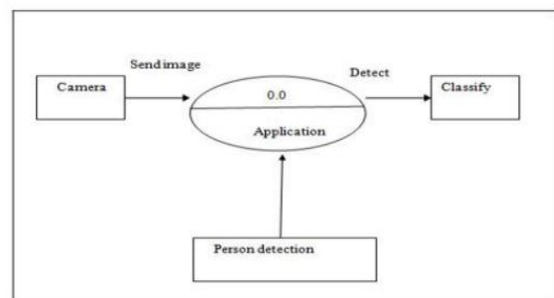 Send image
Detect
Camera
0.0
Classify
Application
Person detection